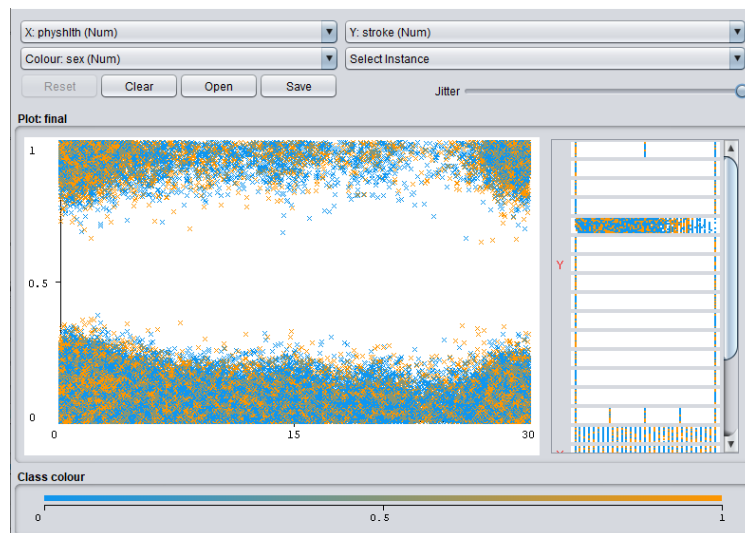 X: physhlth (Num) Y: stroke (Num)
Colour: sex (Num) Select Instance
Reset Clear Open Save Jitter
Plot: final
1
0.5
0
0 15 30
Y
X
Class colour
0 0.5 1